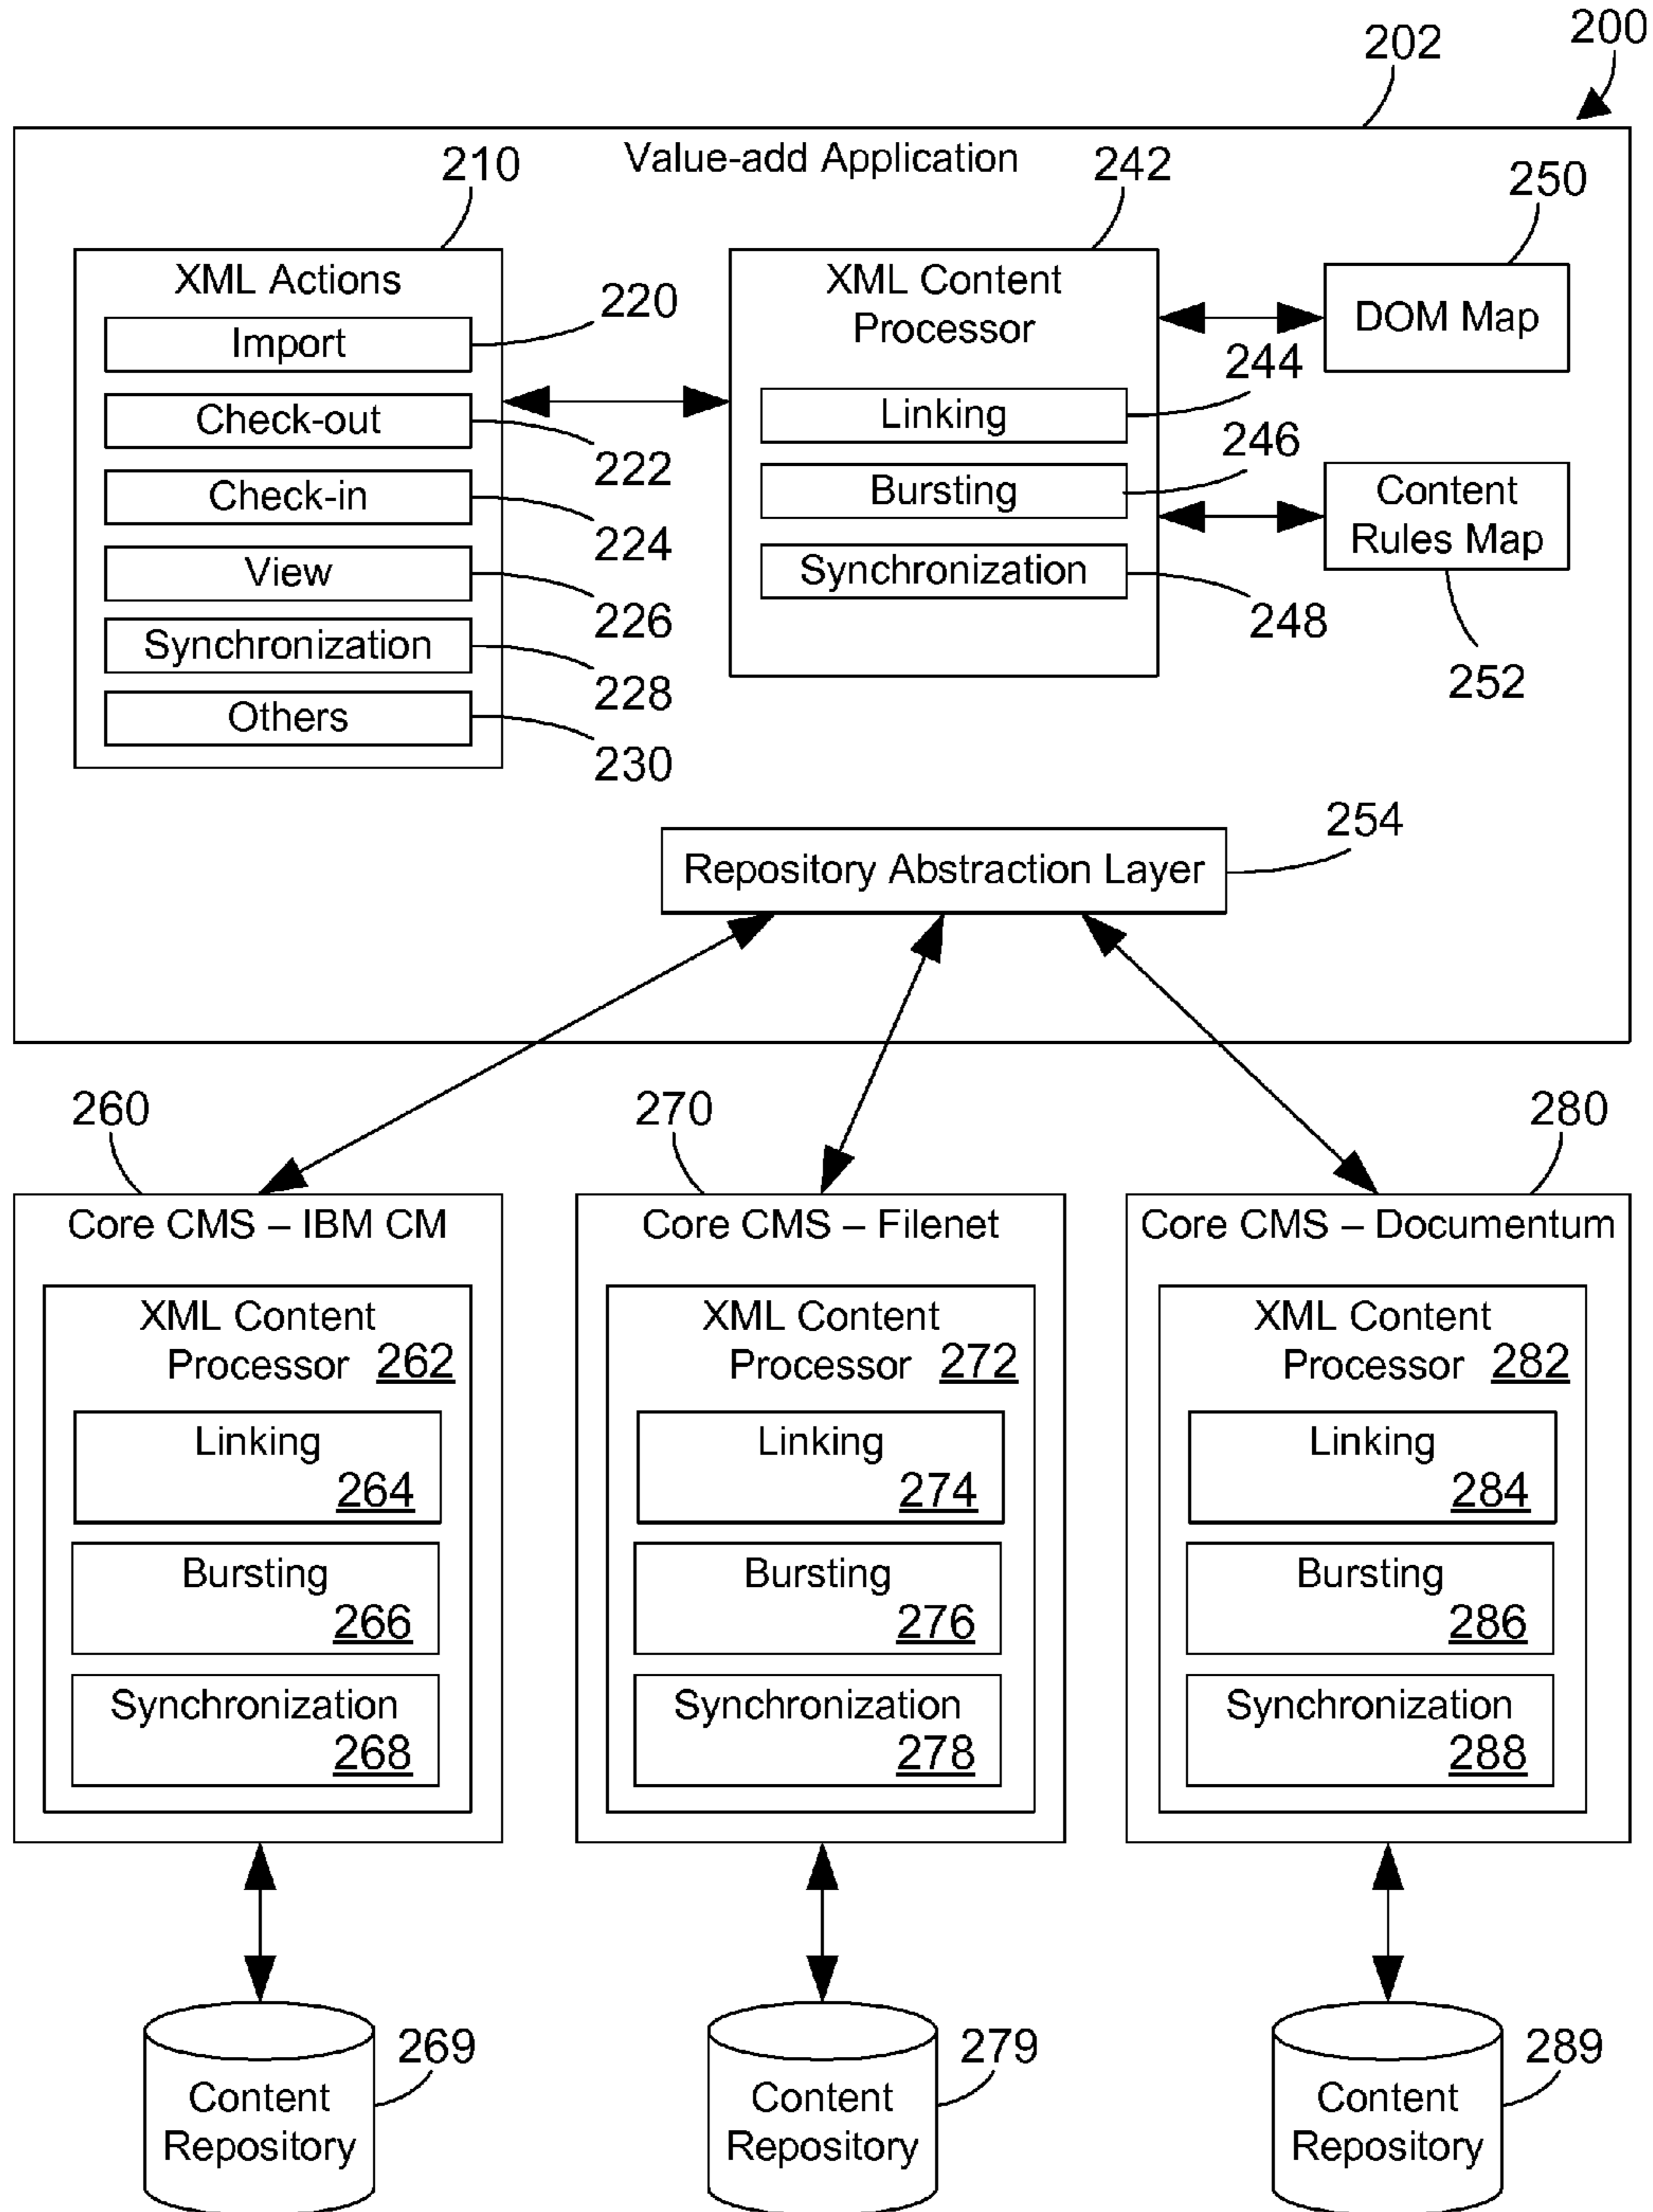 200
202
Value-add Application
210
242
250
XML Actions
Import
220
Check-out
222
Check-in
224
View
226
Synchronization
228
Others
230
XML Content
Processor
Linking
244
Bursting
246
Synchronization
248
DOM Map
Content
Rules Map
252
254
Repository Abstraction Layer
260
270
280
Core CMS – IBM CM
XML Content
Processor 262
Linking
264
Bursting
266
Synchronization
268
Core CMS – Filenet
XML Content
Processor 272
Linking
274
Bursting
276
Synchronization
278
Core CMS – Documentum
XML Content
Processor 282
Linking
284
Bursting
286
Synchronization
288
269
Content
Repository
279
Content
Repository
289
Content
Repository